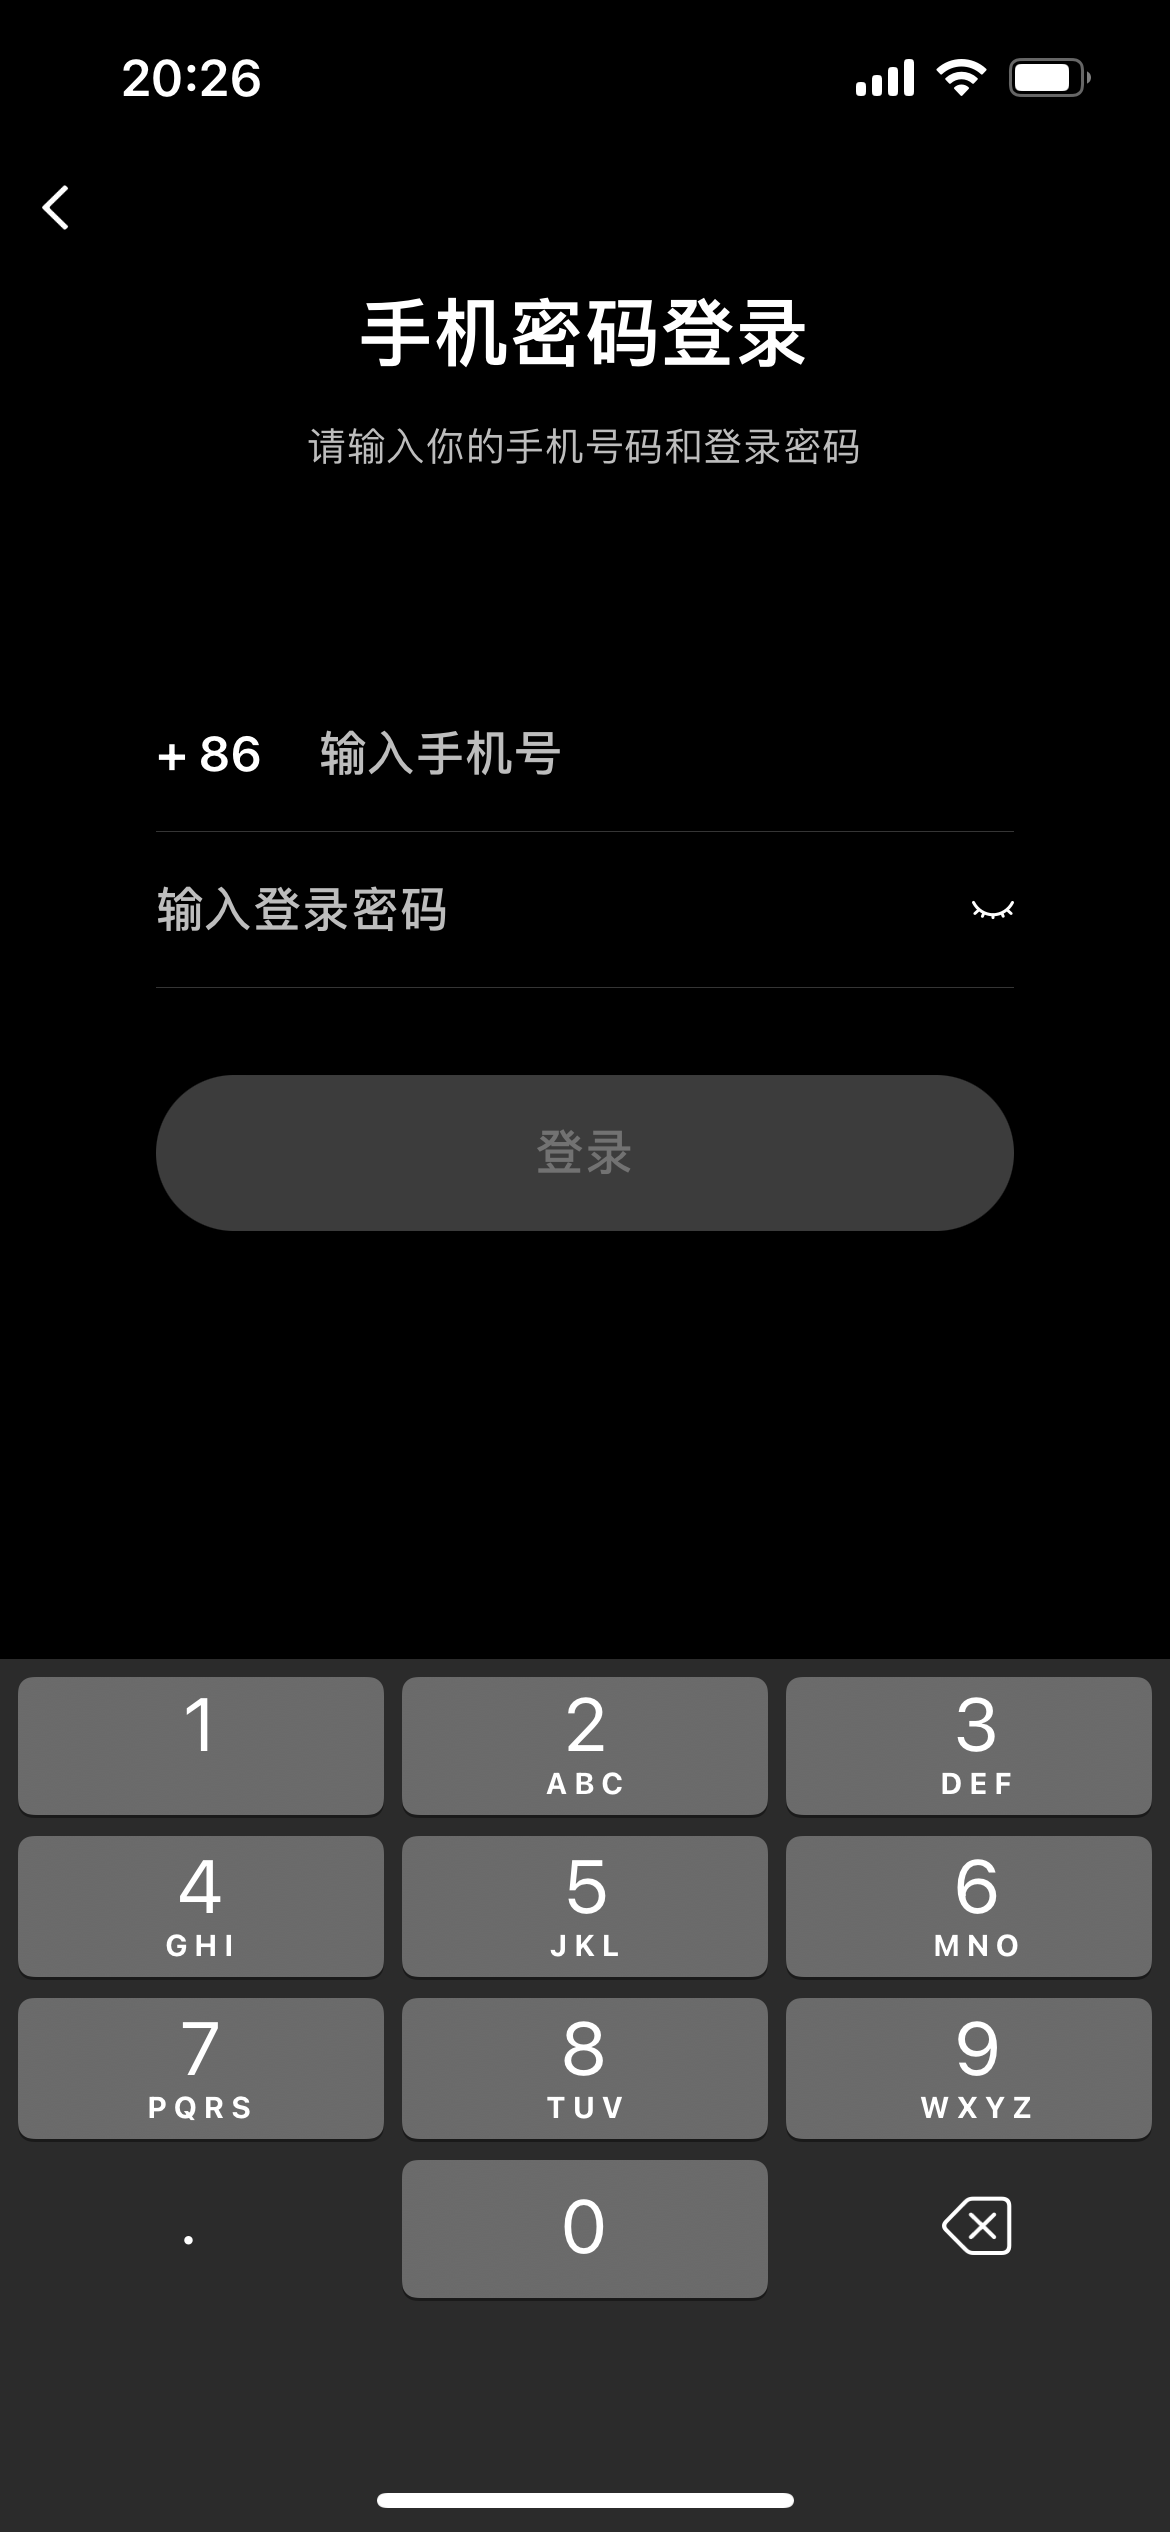 20:26
手机密码登录
请输入你的手机号码和登录密码
+ 86 输入手机号
输入登录密码
登录
1 2 3
ABC DEF
4 5 6
GHI JKL MNO
7 8 9
PQRS TUV WXYZ
. 0